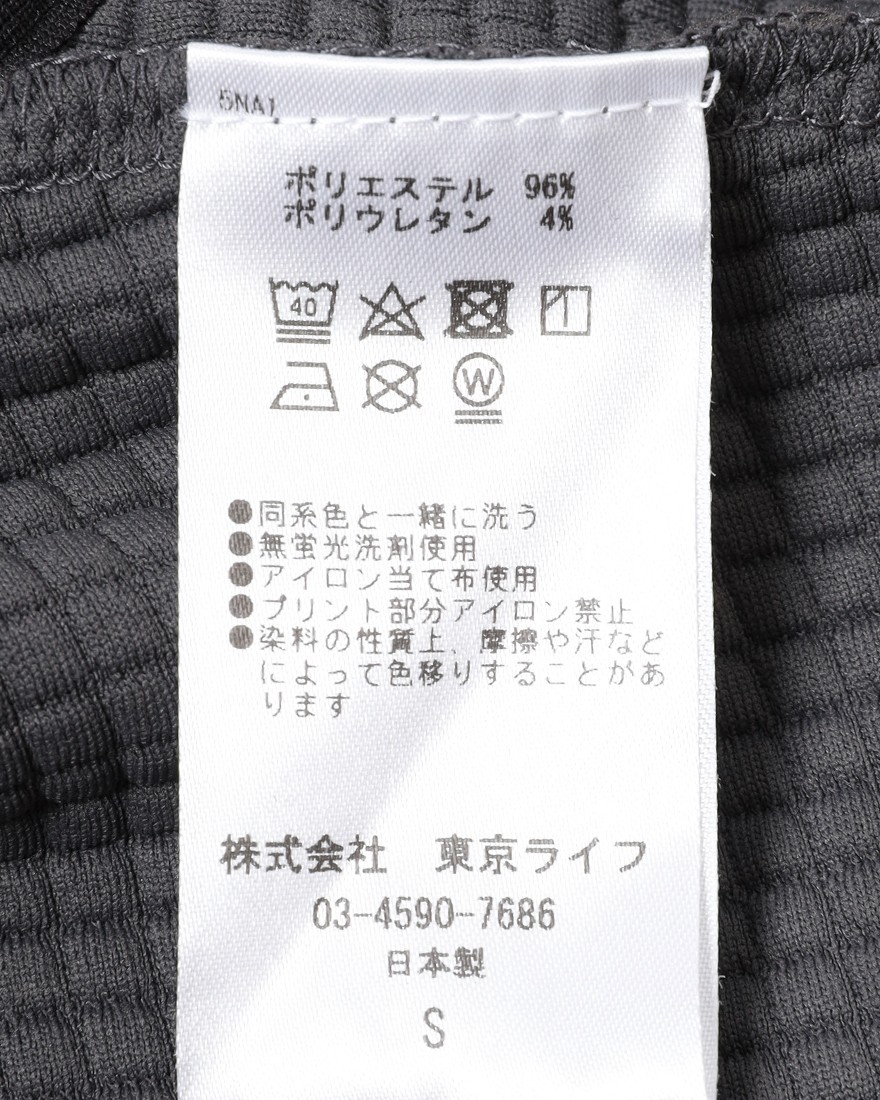 5NA1
ポリエステル 96%
ポリウレタン 4%
40
W
●同系色と一緒に洗う
●無蛍光洗剤使用
●アイロン当て布使用
●プリント部分アイロン禁止
●染料の性質上、摩擦や汗など
によって色移りすることがあ
ります
株式会社 東京ライフ
03-4590-7686
日本製
S